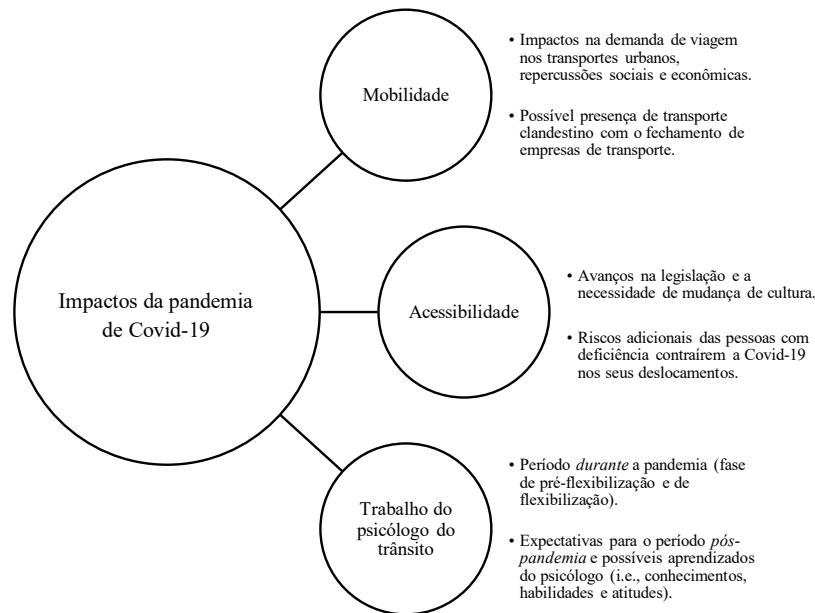 Impactos da pandemia
de Covid-19
Mobilidade
• Impactos na demanda de viagem
nos transportes urbanos,
repercussões sociais e econômicas.
• Possível presença de transporte
clandestino com o fechamento de
empresas de transporte.
Acessibilidade
• Avanços na legislação e a
necessidade de mudança de cultura.
• Riscos adicionais das pessoas com
deficiência contraírem a Covid-19
nos seus deslocamentos.
Trabalho do
psicólogo do
trânsito
• Período durante a pandemia (fase
de pré-flexibilização e de
flexibilização).
• Expectativas para o período pós-
pandemia e possíveis aprendizados
do psicólogo (i.e., conhecimentos,
habilidades e atitudes).